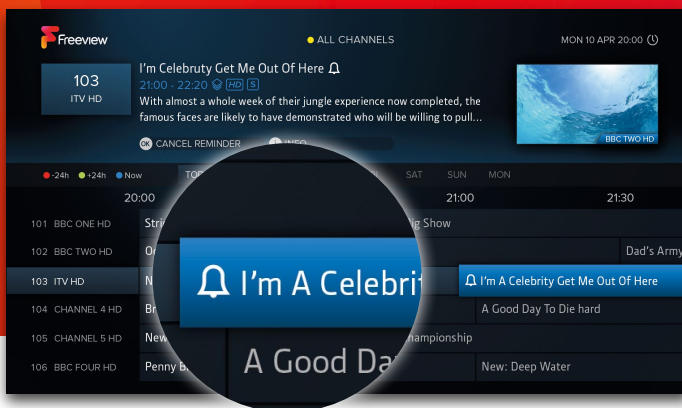 Freeview
ALL CHANNELS
MON 10 APR 20:00
103
ITV HD
I'm Celebruty Get Me Out Of Here
21:00 - 22:20 HD S
With almost a whole week of their jungle experience now completed, the
famous faces are likely to have demonstrated who will be willing to pull...
BBC TWO HD
OK CANCEL REMINDER
INFO
-24h +24h Now
SAT SUN MON
20:00 21:00 21:30
101 BBC ONE HD
Show
102 BBC TWO HD
Dad's Army
103 ITV HD
I'm A Celebrity Get Me Out Of Here
104 CHANNEL 4 HD
A Good Day To Die hard
105 CHANNEL 5 HD New
106 BBC FOUR HD Penny
New: Deep Water
I'm A Celebrit
A Good Da